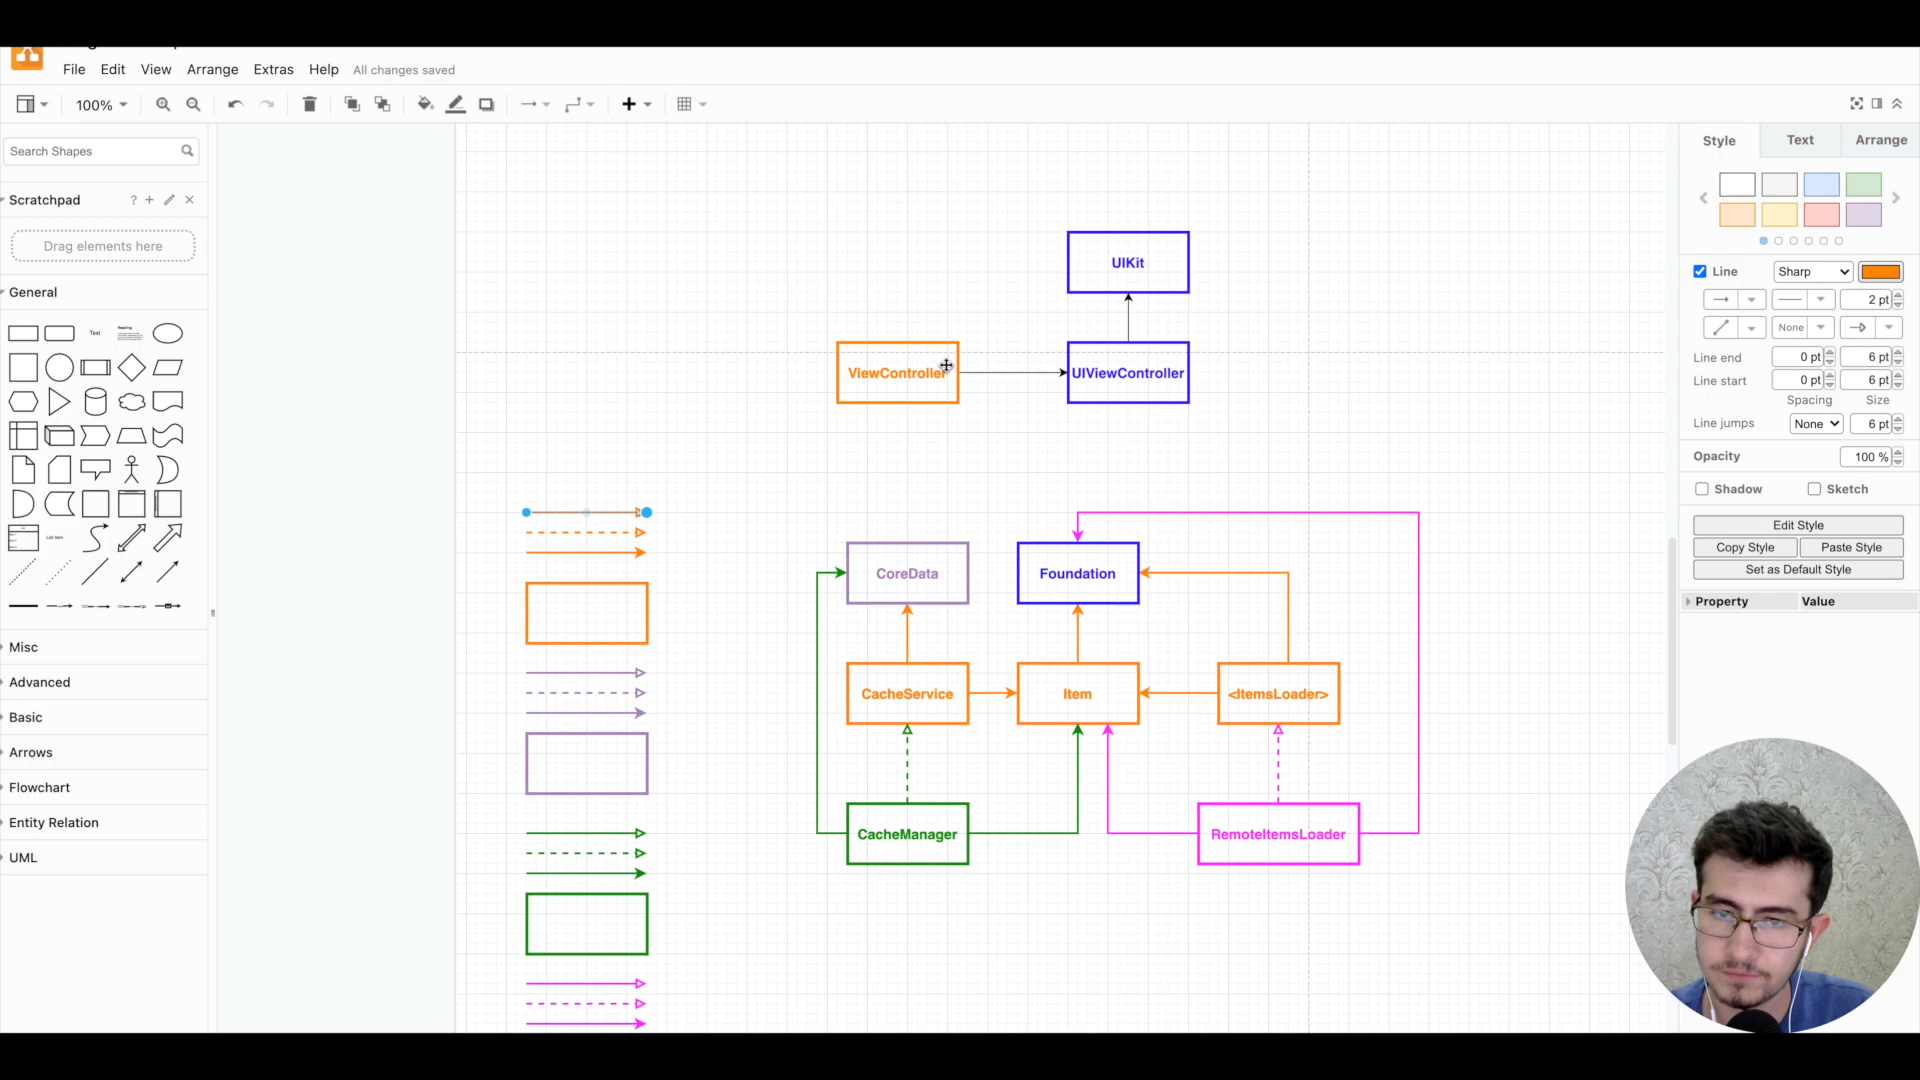 File Edit View Arrange Extras Help All changes saved
100%
Search Shapes
Scratchpad ? + ×
Drag elements here
General
Text
Heading
List Item
Misc
Advanced
Basic
Arrows
Flowchart
Entity Relation
UML
UIKit
ViewController
UIViewController
CoreData
Foundation
CacheService
Item
<ItemsLoader>
CacheManager
RemoteItemsLoader
Style Text Arrange
Line Sharp
2 pt
None
Line end 0 pt 6 pt
Line start 0 pt 6 pt
Spacing Size
Line jumps None 6 pt
Opacity 100 %
Shadow Sketch
Edit Style
Copy Style Paste Style
Set as Default Style
Property Value